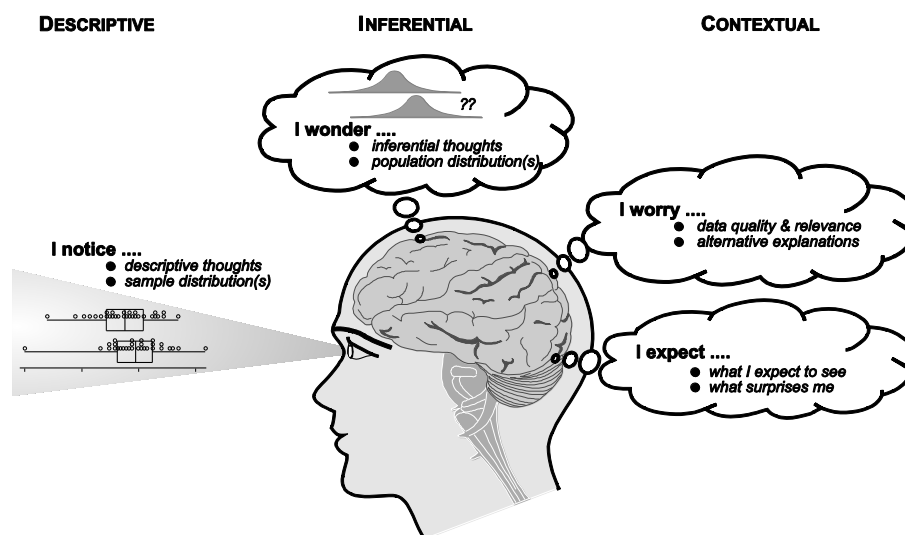 DESCRIPTIVE
INFERENTIAL
CONTEXTUAL
??
I wonder ....
● inferential thoughts
● population distribution(s)
I worry ....
● data quality & relevance
● alternative explanations
I notice ....
● descriptive thoughts
● sample distribution(s)
I expect ....
● what I expect to see
● what surprises me